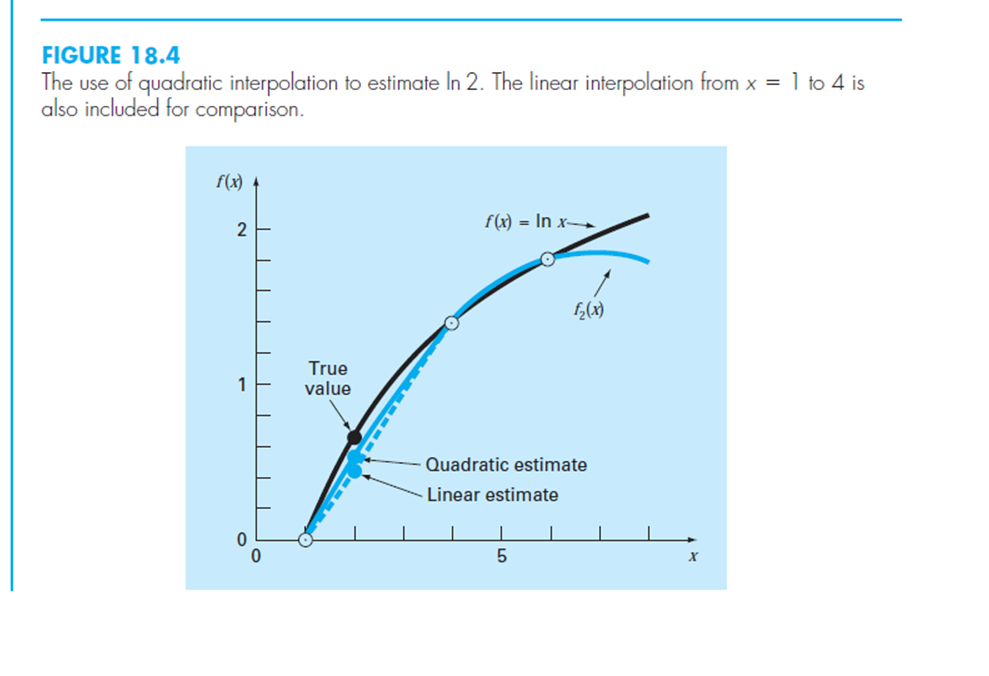 FIGURE 18.4
The use of quadratic interpolation to estimate ln 2. The linear interpolation from x = 1 to 4 is
also included for comparison.
f(x)
2
f(x) = ln x
f₂(x)
True
value
1
Quadratic estimate
Linear estimate
0
0
5
x